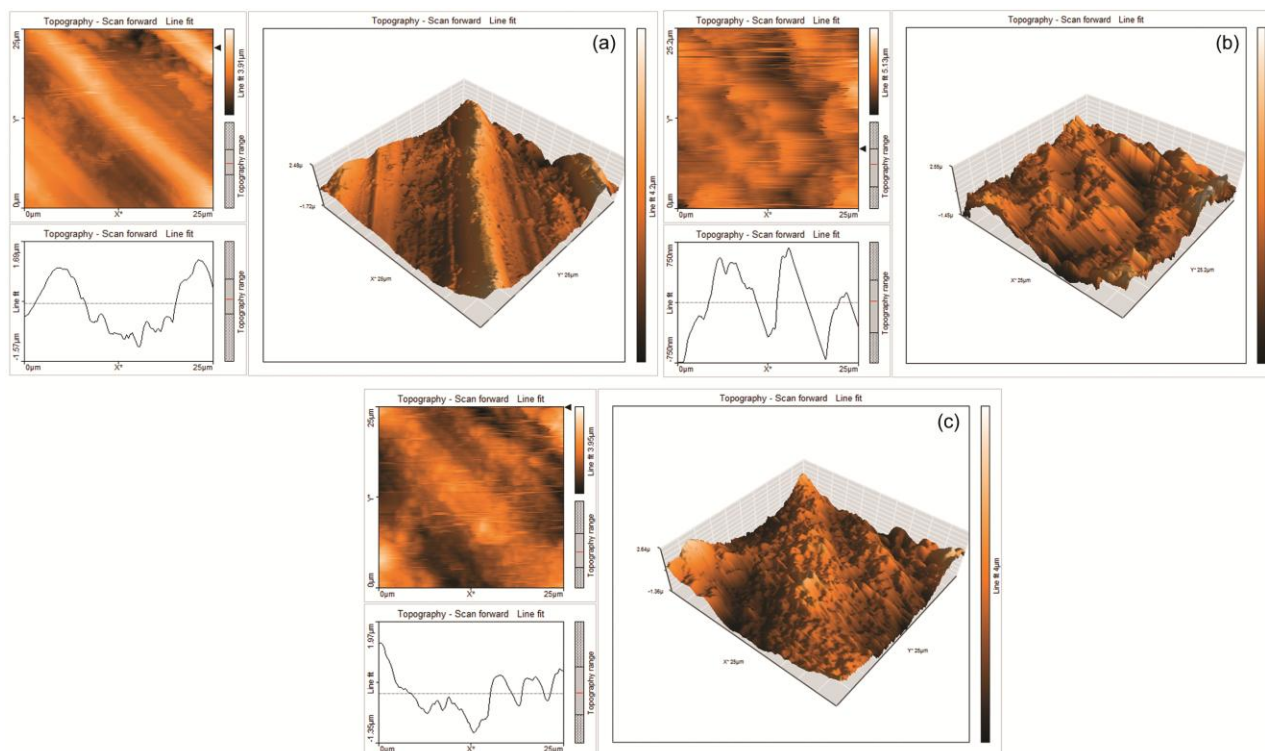 Topography - Scan forward Line fit
25µm
Y*
0µm
0µm
X*
25µm
Line fit 3.91µm
Topography range
Topography - Scan forward Line fit
1.69µm
Line fit
-1.57µm
0µm
X*
25µm
Topography range
Topography - Scan forward Line fit
(a)
2.48µ
-1.72µ
X* 25µm
Y* 25µm
Line fit 4.2µm
Topography - Scan forward Line fit
25.2µm
Y*
0µm
0µm
X*
25µm
Line fit 5.13µm
Topography range
Topography - Scan forward Line fit
750nm
Line fit
-750nm
0µm
X*
25µm
Topography range
Topography - Scan forward Line fit
(b)
X* 25µm
Y* 25.2µm
Topography - Scan forward Line fit
25µm
Y*
0µm
0µm
X*
25µm
Line fit 3.95µm
Topography range
Topography - Scan forward Line fit
1.97µm
Line fit
-1.35µm
0µm
X*
25µm
Topography range
Topography - Scan forward Line fit
(c)
2.64µ
-1.36µ
X* 25µm
Y* 25µm
Line fit 4µm